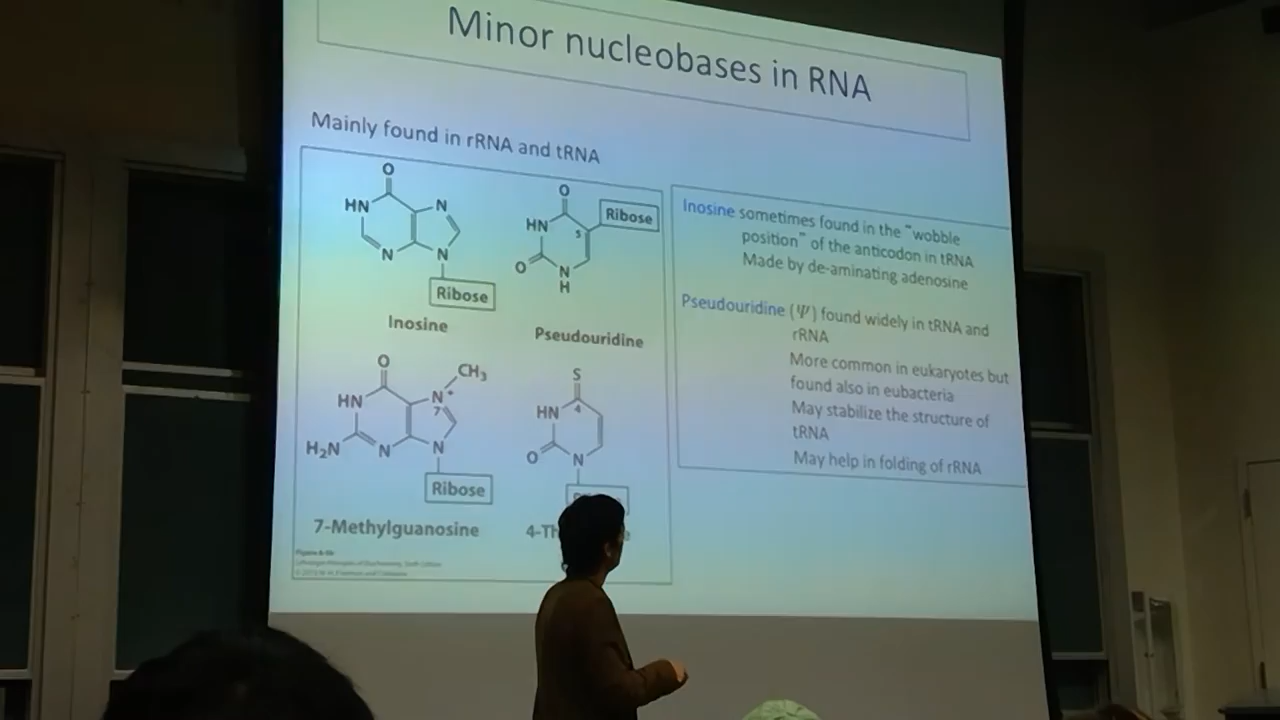 Minor nucleobases in RNA
Mainly found in rRNA and tRNA
O
HN
N
N
N
Ribose
Inosine
O
HN
5
Ribose
O
N
H
Pseudouridine
O
CH3
HN
N+
7
H2N
N
N
Ribose
7-Methylguanosine
S
HN
4
O
N
4-Th
Inosine sometimes found in the "wobble
position" of the anticodon in tRNA
Made by de-aminating adenosine
Pseudouridine (Ψ) found widely in tRNA and
rRNA
More common in eukaryotes but
found also in eubacteria
May stabilize the structure of
tRNA
May help in folding of rRNA